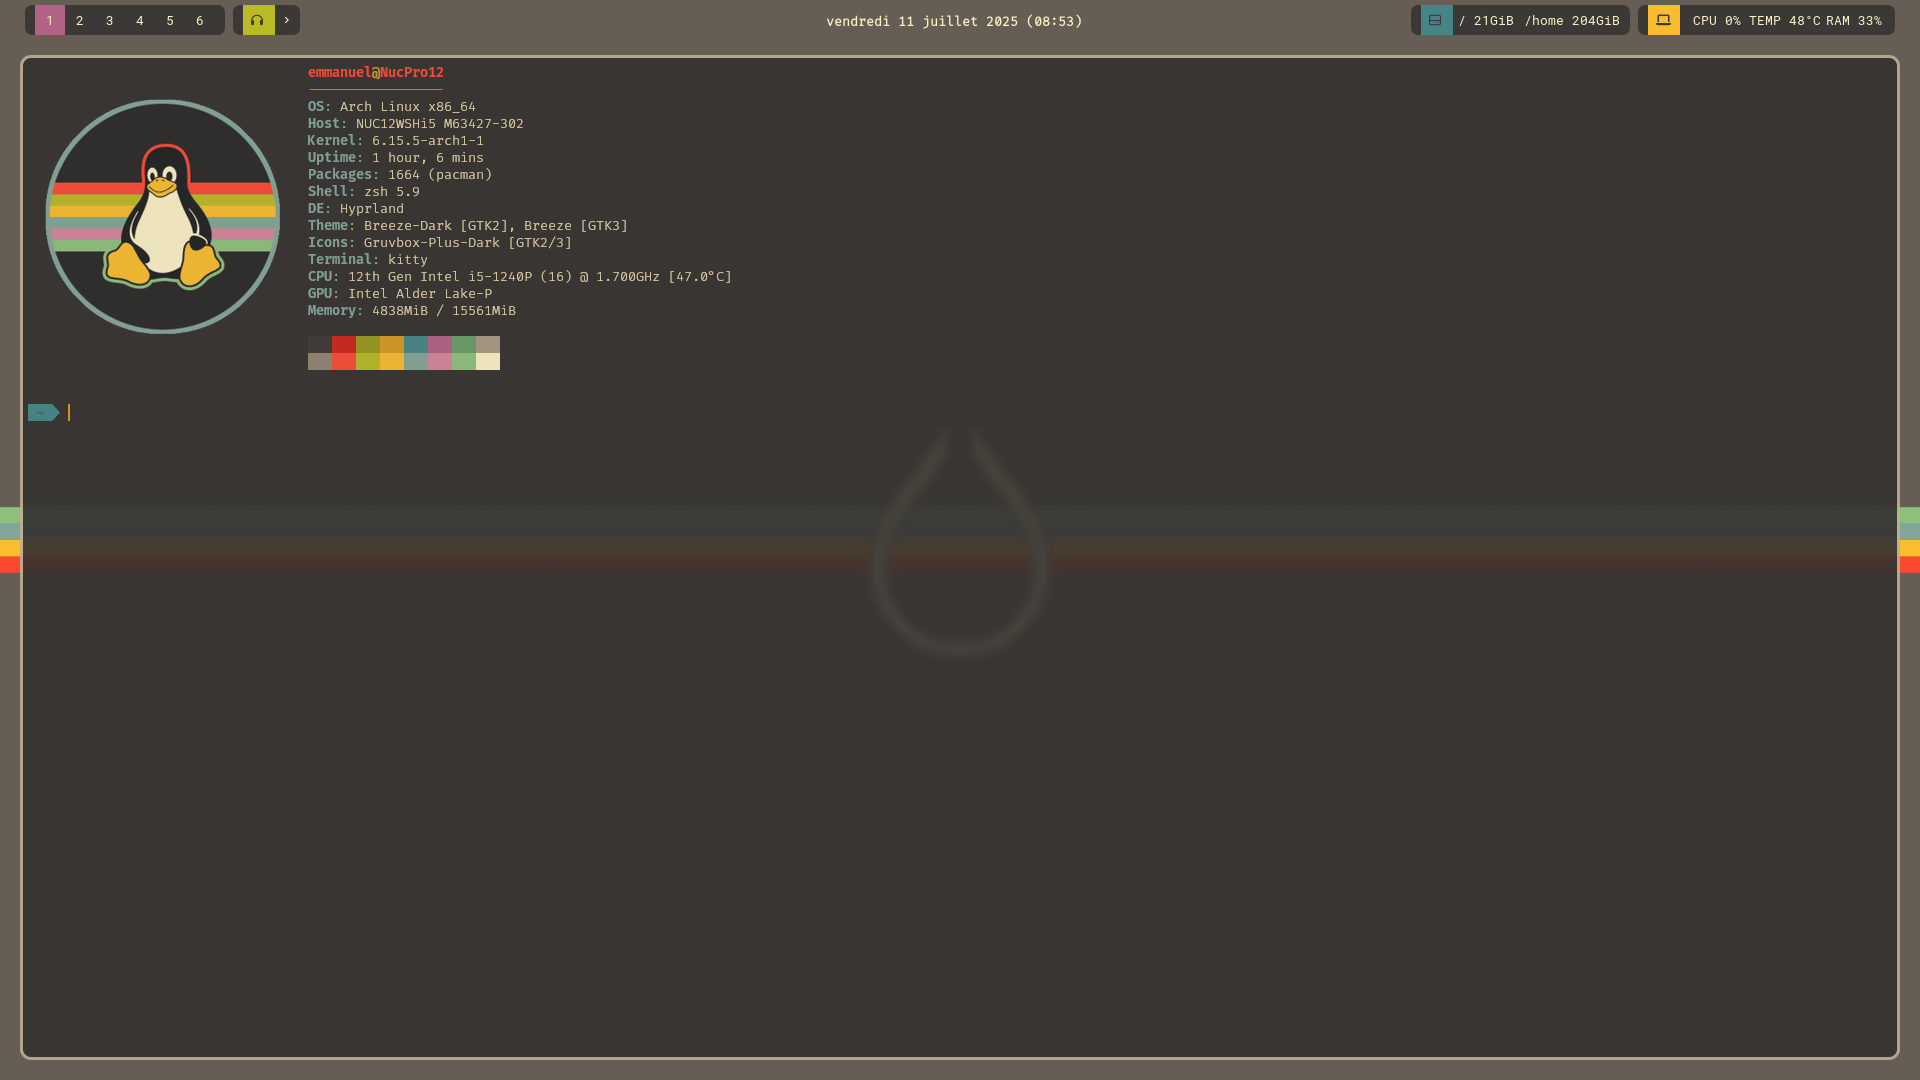 1 2 3 4 5 6
vendredi 11 juillet 2025 (08:53)
/ 21GiB /home 204GiB
CPU 0% TEMP 48°C RAM 33%
emmanuel@NucPro12
OS: Arch Linux x86_64
Host: NUC12WSHi5 M63427-302
Kernel: 6.15.5-arch1-1
Uptime: 1 hour, 6 mins
Packages: 1664 (pacman)
Shell: zsh 5.9
DE: Hyprland
Theme: Breeze-Dark [GTK2], Breeze [GTK3]
Icons: Gruvbox-Plus-Dark [GTK2/3]
Terminal: kitty
CPU: 12th Gen Intel i5-1240P (16) @ 1.700GHz [47.0°C]
GPU: Intel Alder Lake-P
Memory: 4838MiB / 15561MiB
~